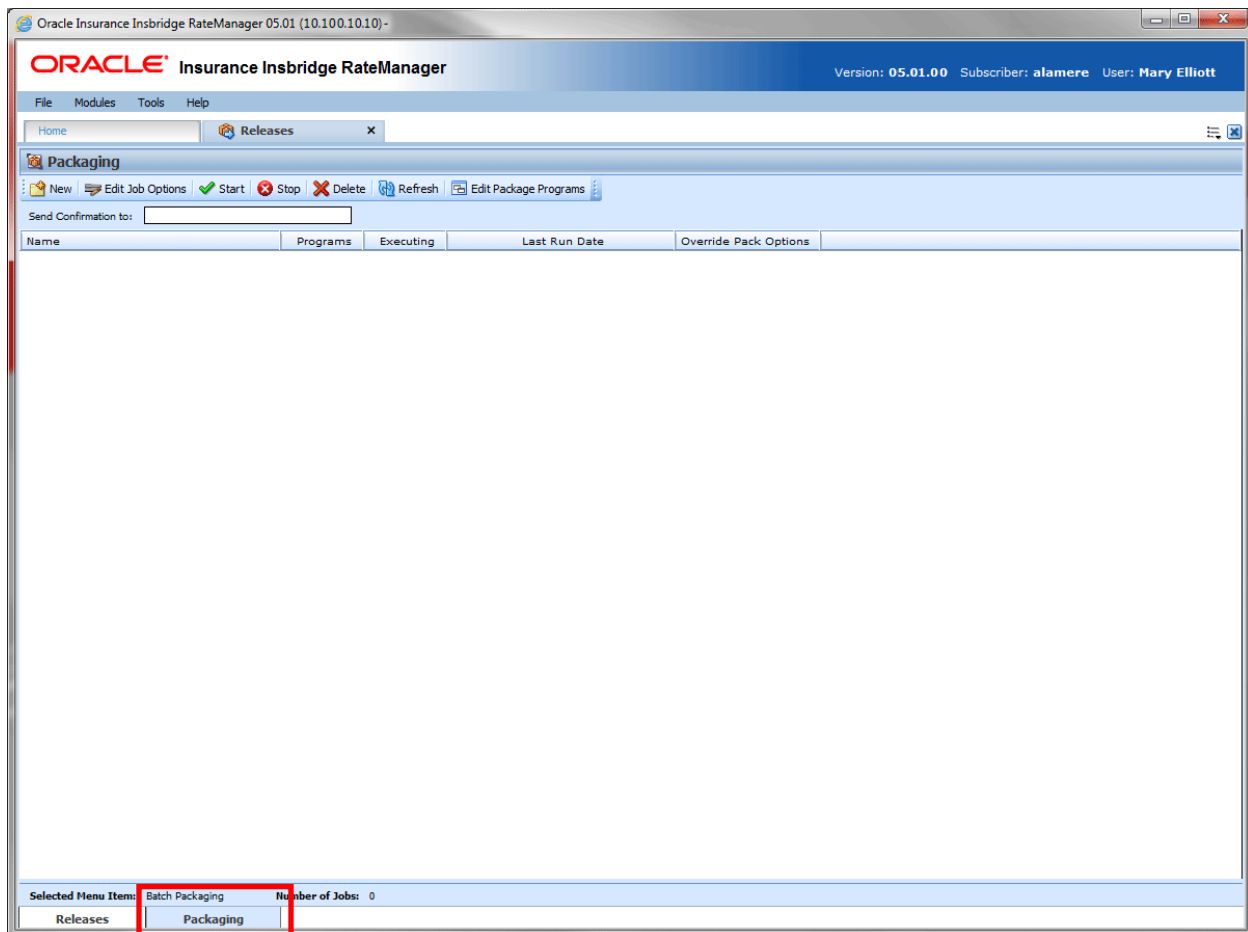 Oracle Insurance Insbridge RateManager 05.01 (10.100.10.10) -
ORACLE Insurance Insbridge RateManager
Version: 05.01.00 Subscriber: alamere User: Mary Elliott
File Modules Tools Help
Home Releases
Packaging
New Edit Job Options Start Stop Delete Refresh Edit Package Programs
Send Confirmation to:
Name Programs Executing Last Run Date Override Pack Options
Selected Menu Item: Batch Packaging Number of Jobs: 0
Releases Packaging